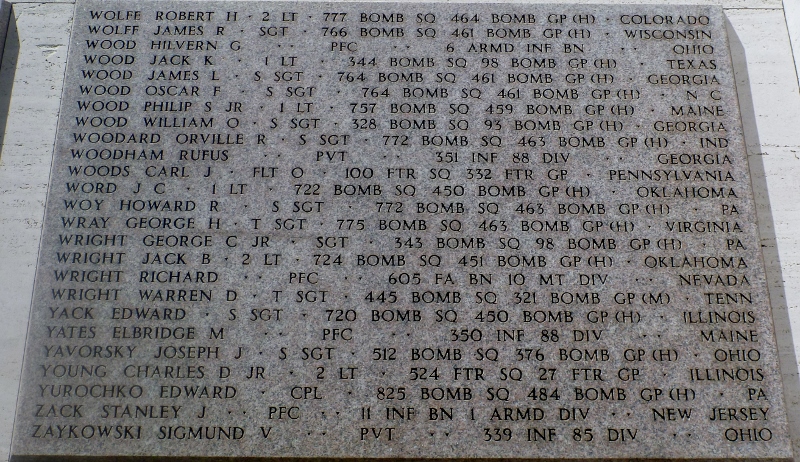 WOLFE ROBERT H · 2 LT · 777 BOMB SQ 464 BOMB GP (H) · COLORADO
WOLFF JAMES R · SGT · 766 BOMB SQ 461 BOMB GP (H) · WISCONSIN
WOOD HILVERN G · · PFC · · 6 ARMD INF BN · · OHIO
WOOD JACK K · 1 LT · 344 BOMB SQ 98 BOMB GP (H) · TEXAS
WOOD JAMES L · S SGT · 764 BOMB SQ 461 BOMB GP (H) · GEORGIA
WOOD OSCAR F · S SGT · 764 BOMB SQ 461 BOMB GP (H) · N C
WOOD PHILIP S JR · 1 LT · 757 BOMB SQ 459 BOMB GP (H) · MAINE
WOOD WILLIAM O · S SGT · 328 BOMB SQ 93 BOMB GP (H) · GEORGIA
WOODARD ORVILLE R · S SGT · 772 BOMB SQ 463 BOMB GP (H) · IND
WOODHAM RUFUS · · PVT · · 351 INF 88 DIV · · GEORGIA
WOODS CARL J · FLT O · 100 FTR SQ 332 FTR GP · PENNSYLVANIA
WORD J C · 1 LT · 722 BOMB SQ 450 BOMB GP (H) · OKLAHOMA
WOY HOWARD R · S SGT · 772 BOMB SQ 463 BOMB GP (H) · PA
WRAY GEORGE H · T SGT · 775 BOMB SQ 463 BOMB GP (H) · VIRGINIA
WRIGHT GEORGE C JR · SGT · 343 BOMB SQ 98 BOMB GP (H) · PA
WRIGHT JACK B · 2 LT · 724 BOMB SQ 451 BOMB GP (H) · OKLAHOMA
WRIGHT RICHARD · · PFC · · 605 FA BN 10 MT DIV · · NEVADA
WRIGHT WARREN D · T SGT · 445 BOMB SQ 321 BOMB GP (M) · TENN
YACK EDWARD · S SGT · 720 BOMB SQ 450 BOMB GP (H) · ILLINOIS
YATES ELBRIDGE M · · PFC · · 350 INF 88 DIV · · MAINE
YAVORSKY JOSEPH J · S SGT · 512 BOMB SQ 376 BOMB GP (H) · OHIO
YOUNG CHARLES D JR · 2 LT · 524 FTR SQ 27 FTR GP · ILLINOIS
YUROCHKO EDWARD · CPL · 825 BOMB SQ 484 BOMB GP (H) · PA
ZACK STANLEY J · · PFC · · 11 INF BN 1 ARMD DIV · · NEW JERSEY
ZAYKOWSKI SIGMUND V · · PVT · · 339 INF 85 DIV · · OHIO